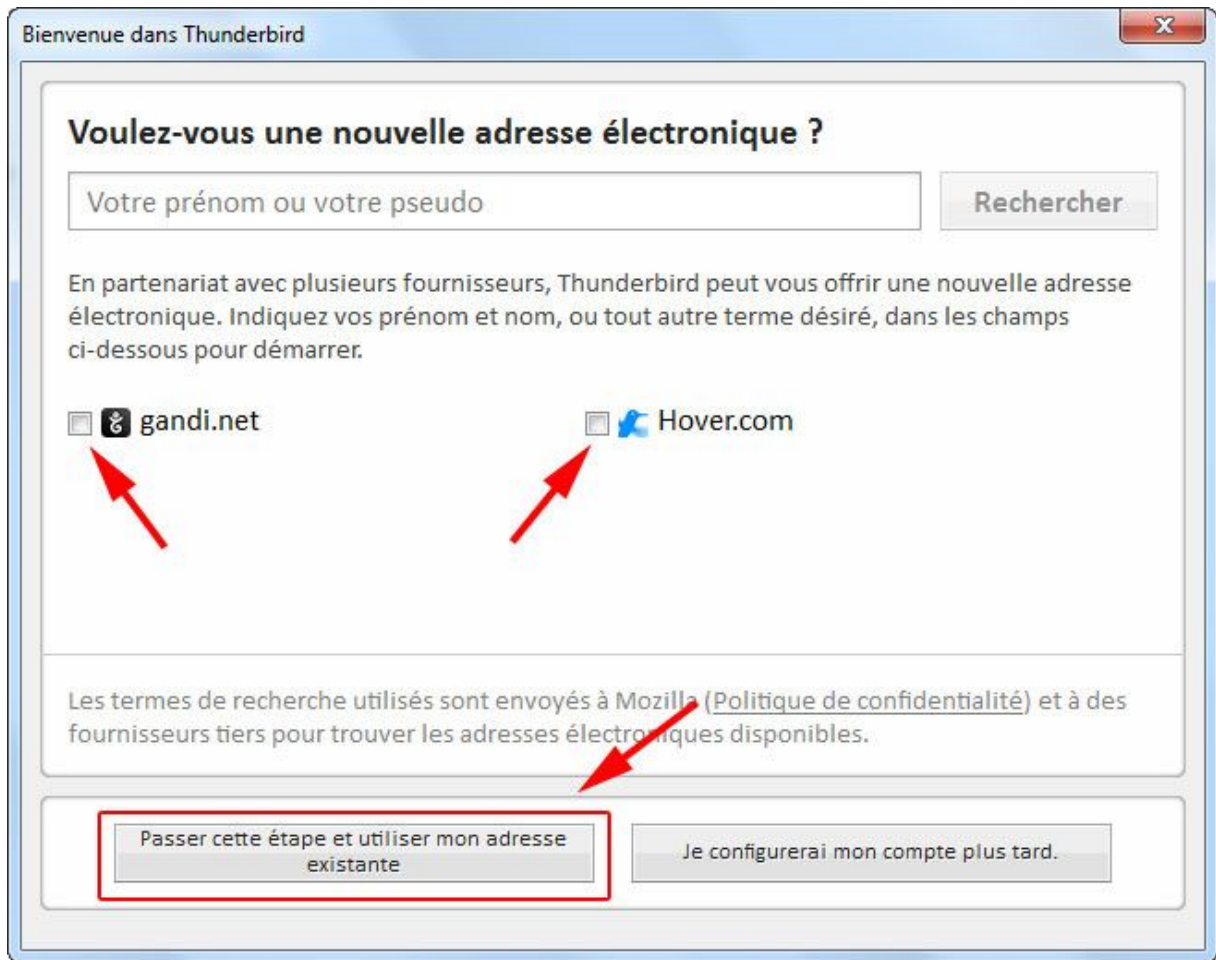 Bienvenue dans Thunderbird
Voulez-vous une nouvelle adresse électronique ?
Votre prénom ou votre pseudo
Rechercher
En partenariat avec plusieurs fournisseurs, Thunderbird peut vous offrir une nouvelle adresse
électronique. Indiquez vos prénom et nom, ou tout autre terme désiré, dans les champs
ci-dessous pour démarrer.
gandi.net
Hover.com
Les termes de recherche utilisés sont envoyés à Mozilla (Politique de confidentialité) et à des
fournisseurs tiers pour trouver les adresses électroniques disponibles.
Passer cette étape et utiliser mon adresse
existante
Je configurerai mon compte plus tard.